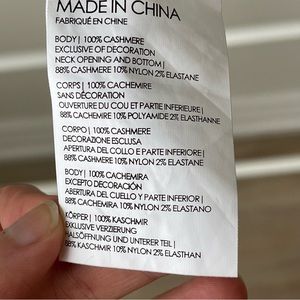 MADE IN CHINA
FABRIQUÉ EN CHINE
BODY| 100% CASHMERE
EXCLUSIVE OF DECORATION
NECK OPENING AND BOTTOM|
88% CASHMERE 10% NYLON 2% ELASTANE
CORPS| 100% CACHEMIRE
SANS DÉCORATION
OUVERTURE DU COU ET PARTIE INFERIEURE|
88% CACHEMIRE 10% POLYAMIDE 2% ELASTHANNE
CORPO| 100% CASHMERE
DECORAZIONE ESCLUSA
APERTURA DEL COLLO E PARTE INFERIORE|
88% CASHMERE 10% NYLON 2% ELASTAN
BODY| 100% CACHEMIRA
EXCEPTO DECORACIÓN
APERTURA DEL CUELLO Y PARTE INFERIOR|
88% CACHEMIRA 10% NYLON 2% ELASTANO
KÖRPER| 100% KASCHMIR
EXKLUSIVE VERZIERUNG
HALSÖFFNUNG UND UNTERER TEIL|
88% KASCHMIR 10% NYLON 2% ELASTHAN